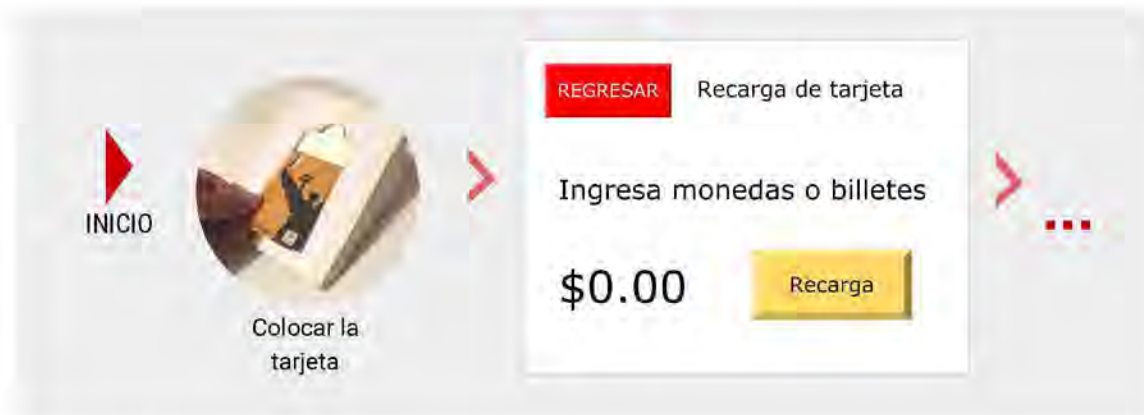 INICIO
Colocar la
tarjeta
REGRESAR
Recarga de tarjeta
Ingresa monedas o billetes
$0.00
Recarga
...